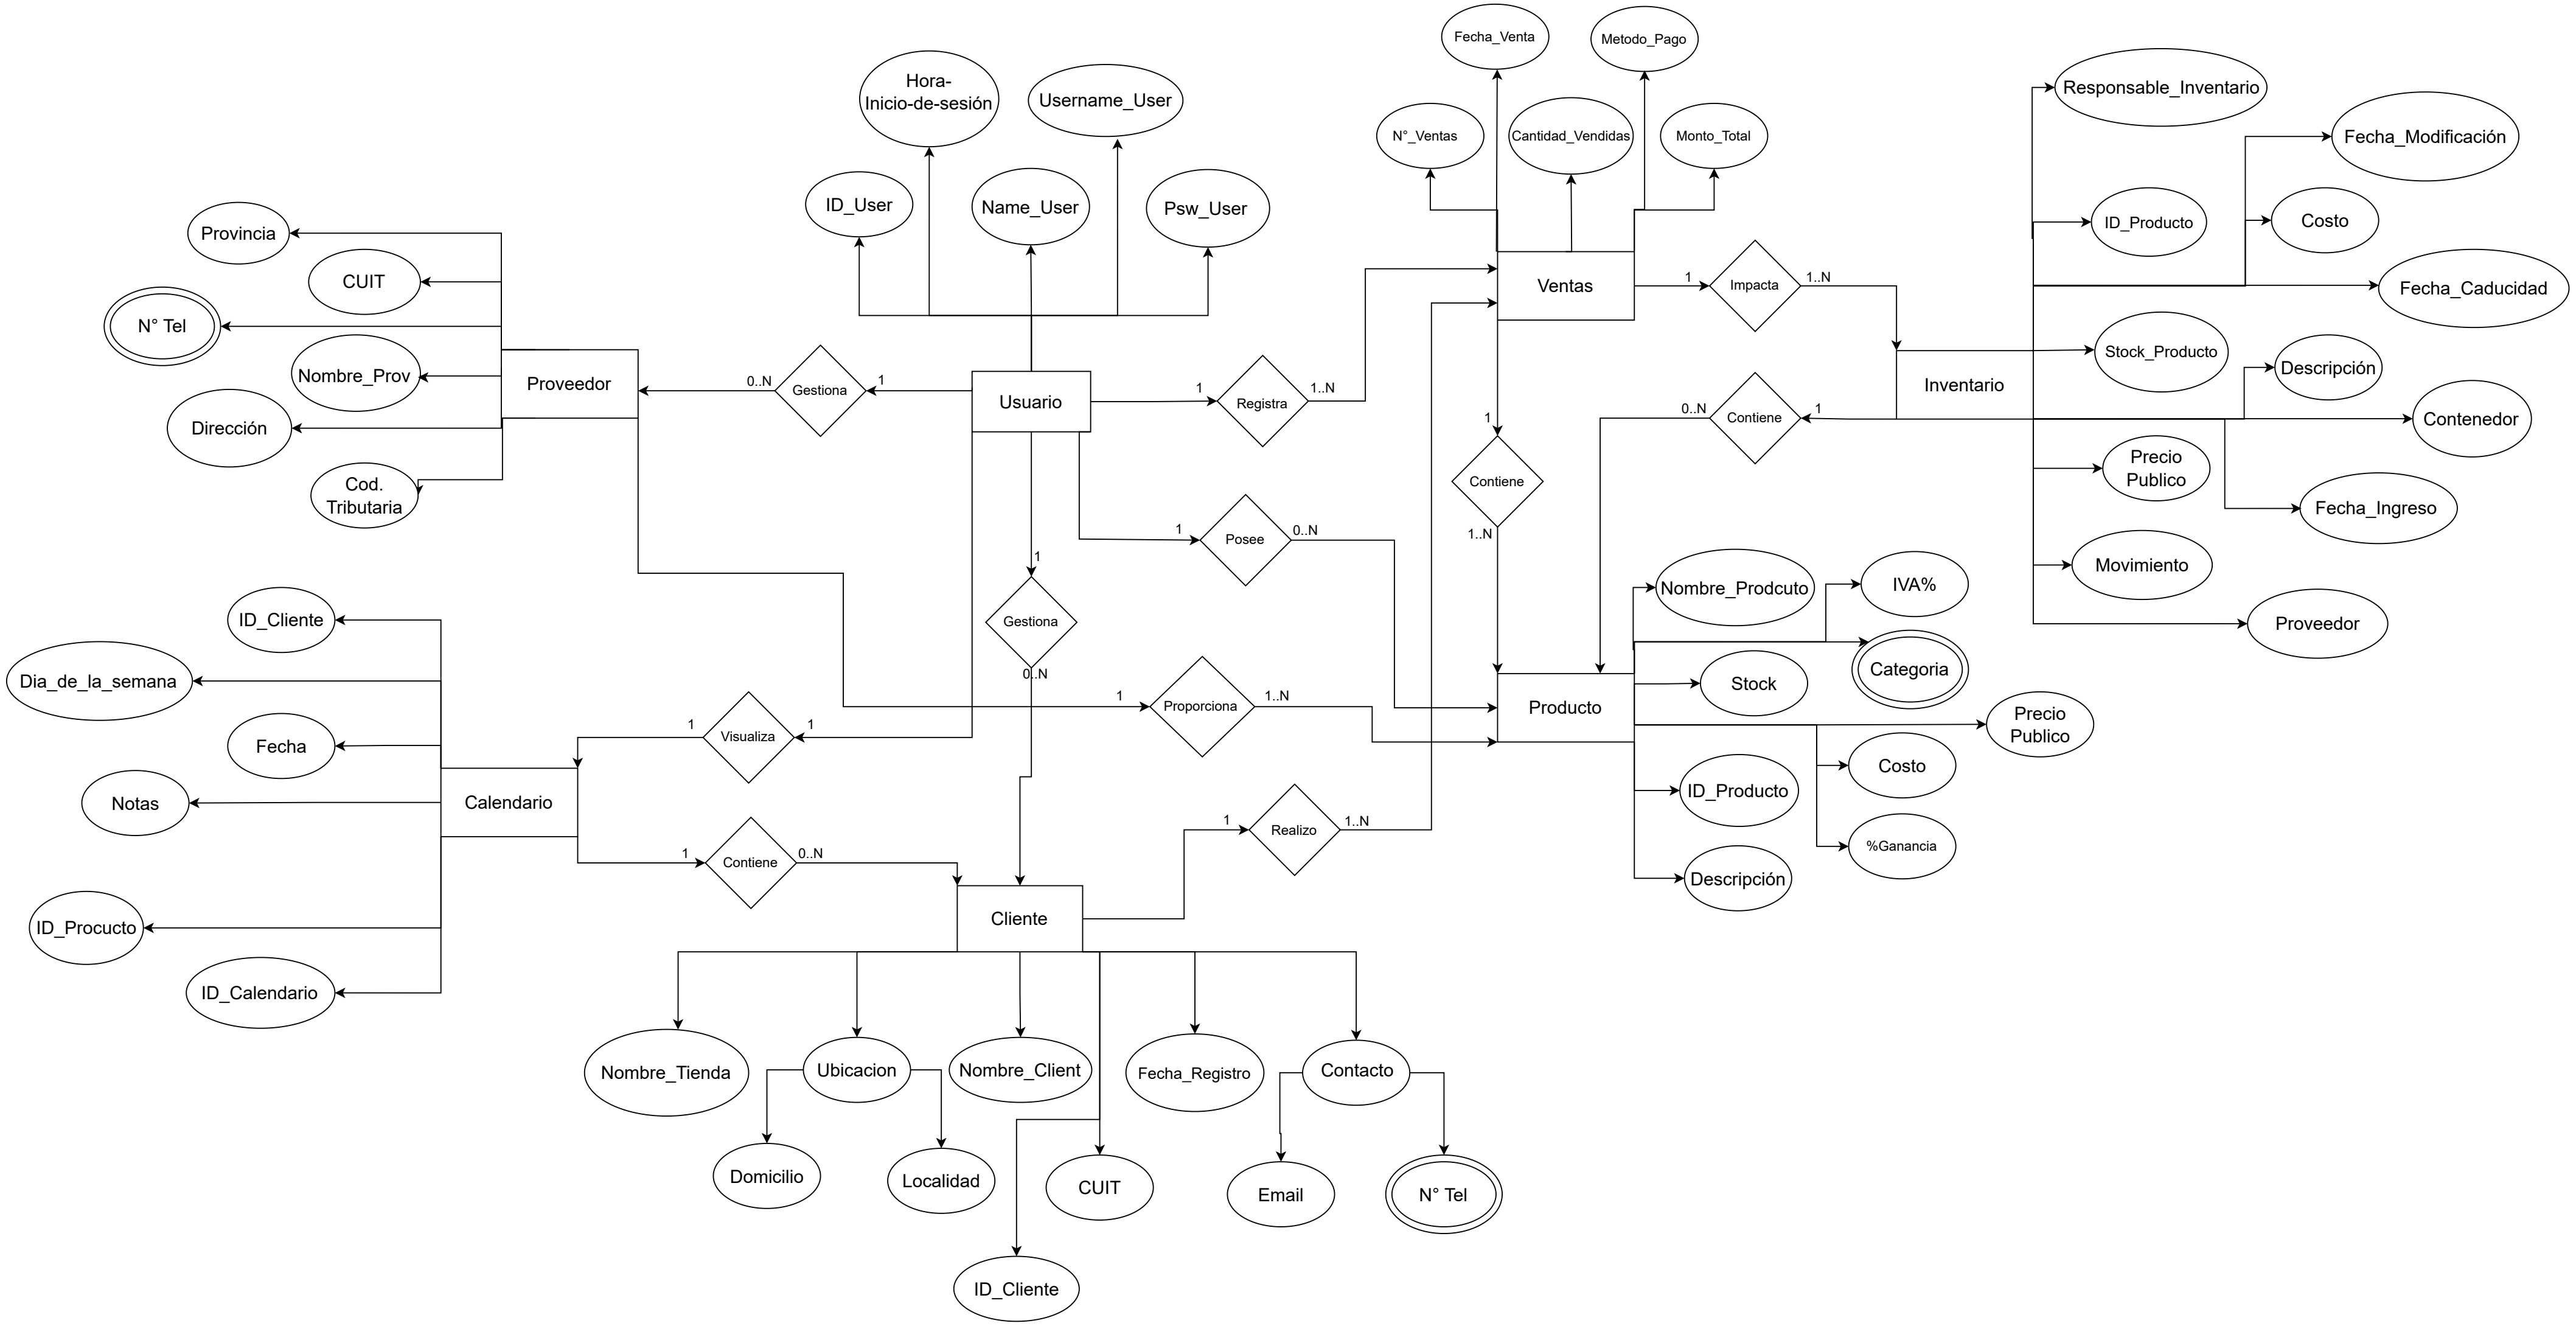 Fecha_Venta
Metodo_Pago
Hora-
Inicio-de-sesión
Username_User
Responsable_Inventario
Fecha_Modificación
N°_Ventas
Cantidad_Vendidas
Monto_Total
ID_User
Name_User
Psw_User
ID_Producto
Costo
Provincia
CUIT
Ventas
1
Impacta
1..N
Fecha_Caducidad
N° Tel
Nombre_Prov
Proveedor
0..N
Gestiona
1
Usuario
1
Registra
1..N
Stock_Producto
Descripción
Inventario
Dirección
1
0..N
Contiene
1
Contenedor
Cod.
Tributaria
Contiene
1..N
Precio
Publico
Fecha_Ingreso
1
Posee
0..N
1
Movimiento
Nombre_Prodcuto
IVA%
ID_Cliente
Gestiona
0..N
Proveedor
Dia_de_la_semana
Stock
Categoria
1
Proporciona
1..N
Producto
Precio
Publico
Fecha
1
Visualiza
1
Costo
Notas
Calendario
ID_Producto
1
Realizo
1..N
%Ganancia
1
Contiene
0..N
Descripción
Cliente
ID_Procucto
ID_Calendario
Nombre_Tienda
Ubicacion
Nombre_Client
Fecha_Registro
Contacto
Domicilio
Localidad
CUIT
Email
N° Tel
ID_Cliente